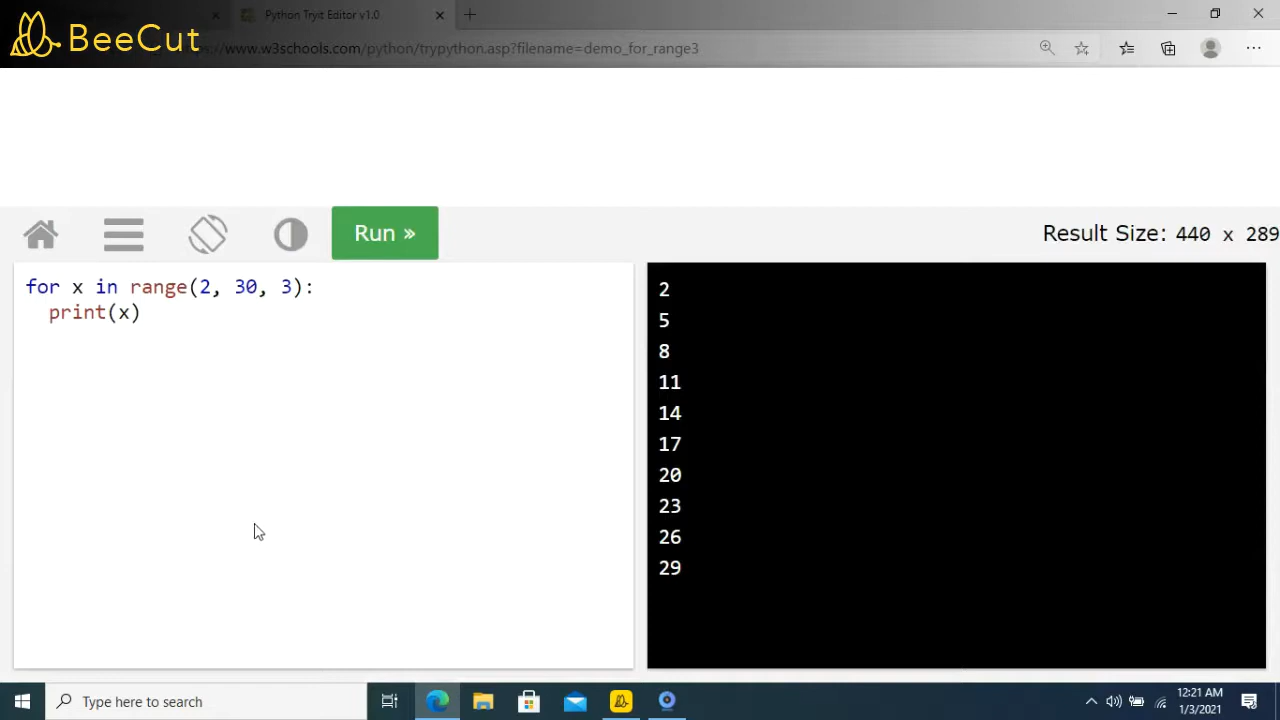 Python Tryit Editor v1.0
BeeCut
www.w3schools.com/python/trypython.asp?filename=demo_for_range3
Run »
Result Size: 440 x 289
for x in range(2, 30, 3):
  print(x)
2
5
8
11
14
17
20
23
26
29
Type here to search
12:21 AM
1/3/2021